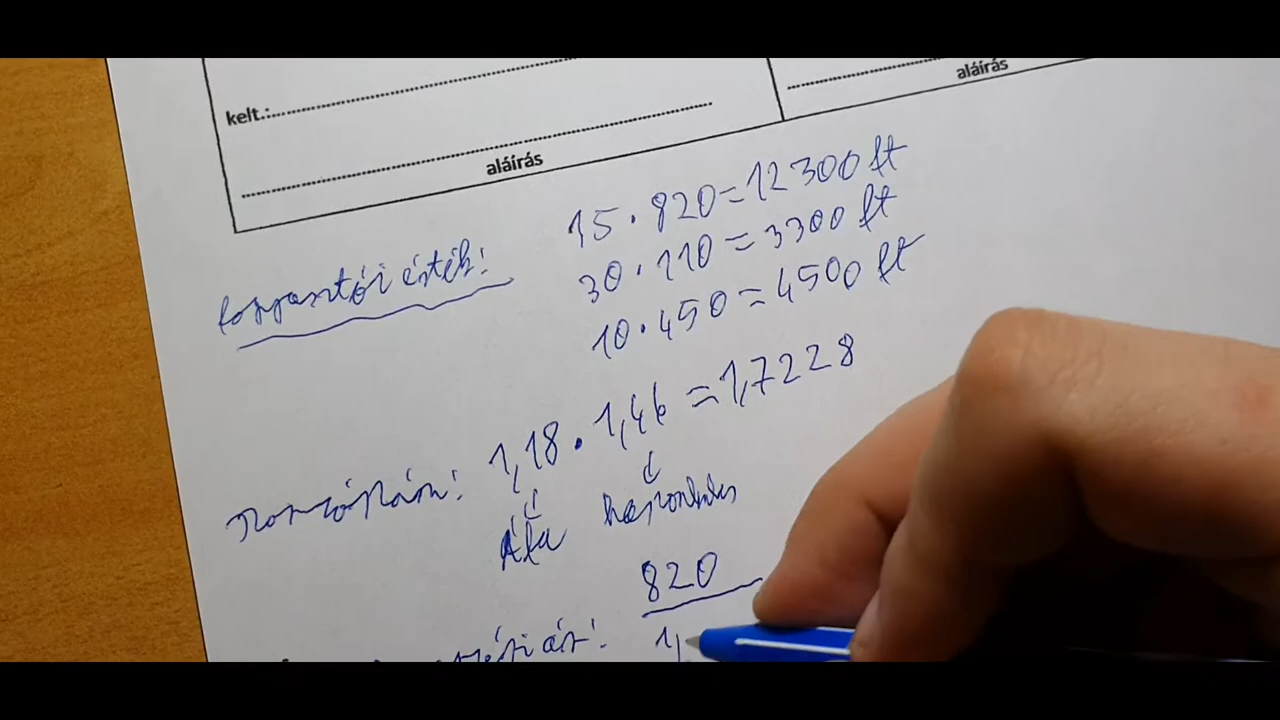 kelt.:
aláírás
aláírás
fogyasztói érték:
15 · 820 = 12300 ft
30 · 110 = 3300 ft
10 · 450 = 4500 ft
1,18 · 1,46 = 1,7228
Áfa
820
1,